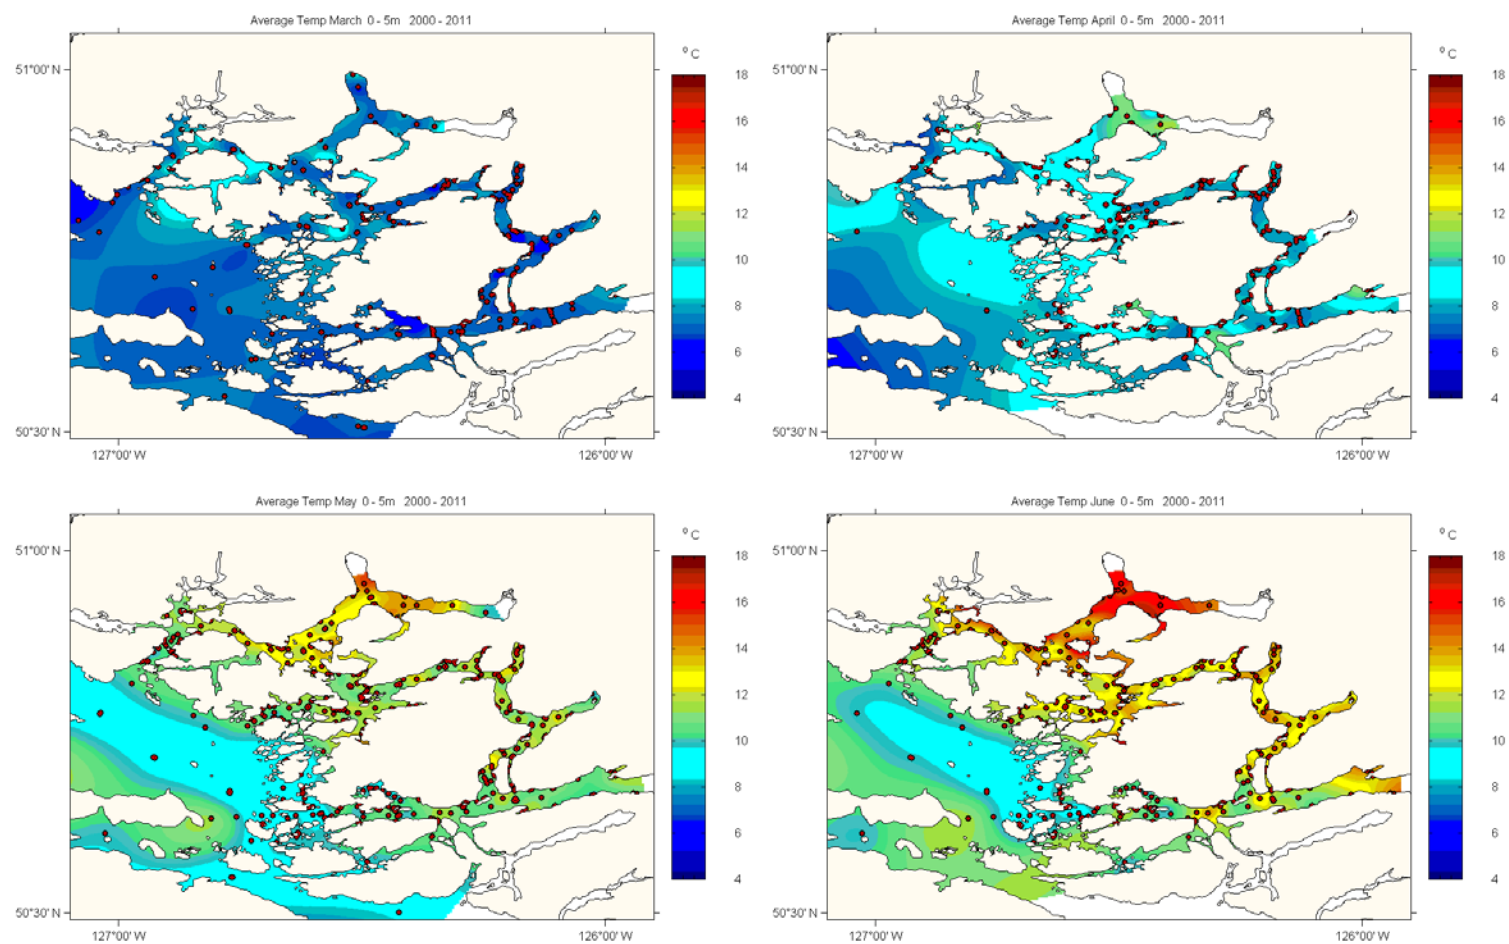 Average Temp March 0 - 5m 2000 - 2011
51°00' N
50°30' N
127°00' W
126°00' W
° C
18
16
14
12
10
8
6
4
Average Temp April 0 - 5m 2000 - 2011
51°00' N
50°30' N
127°00' W
126°00' W
° C
18
16
14
12
10
8
6
4
Average Temp May 0 - 5m 2000 - 2011
51°00' N
50°30' N
127°00' W
126°00' W
° C
18
16
14
12
10
8
6
4
Average Temp June 0 - 5m 2000 - 2011
51°00' N
50°30' N
127°00' W
126°00' W
° C
18
16
14
12
10
8
6
4